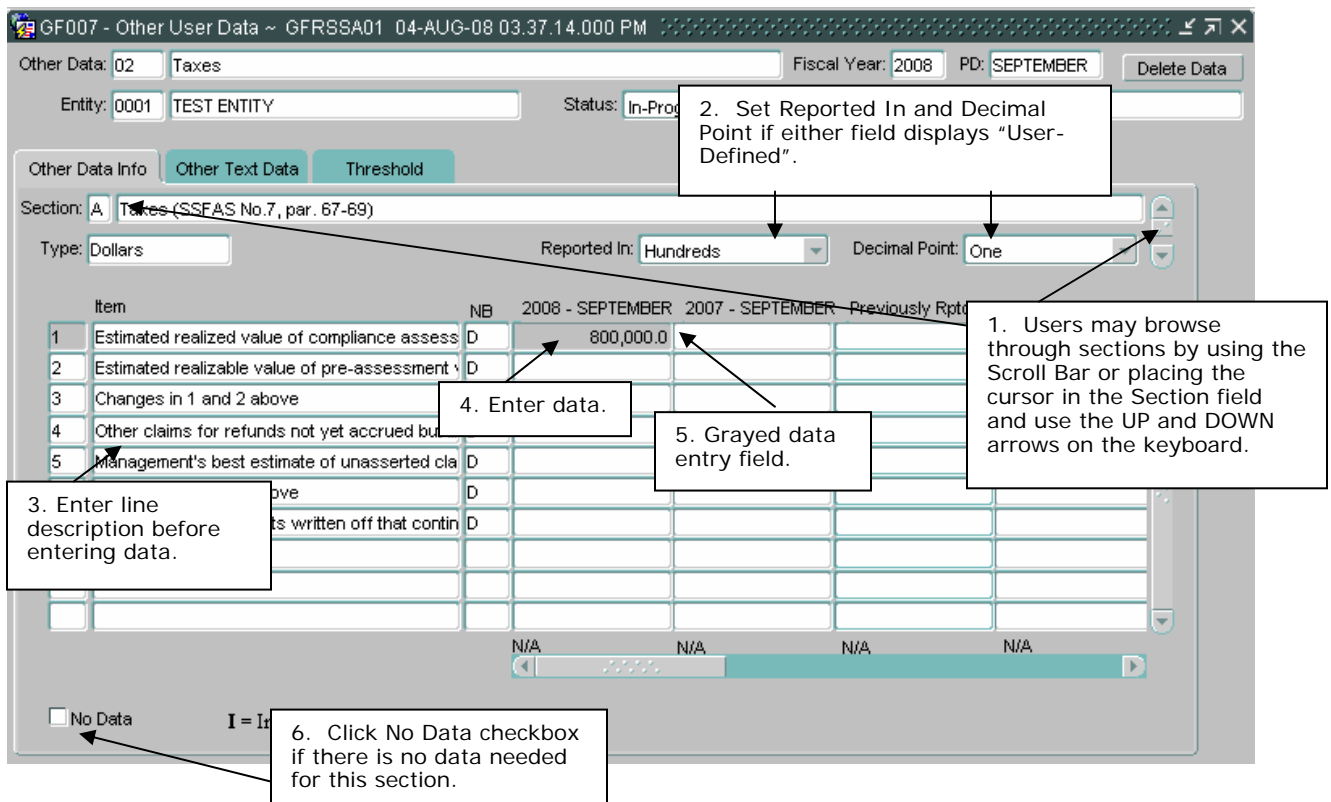 GF007 - Other User Data ~ GFRSSA01 04-AUG-08 03.37.14.000 PM
Other Data: 02 Taxes Fiscal Year: 2008 PD: SEPTEMBER Delete Data
Entity: 0001 TEST ENTITY Status: In-Prog
2. Set Reported In and Decimal
Point if either field displays “User-
Defined”.
Other Data Info Other Text Data Threshold
Section: A Taxes (SSFAS No.7, par. 67-69)
Type: Dollars Reported In: Hundreds Decimal Point: One
Item NB 2008 - SEPTEMBER 2007 - SEPTEMBER Previously Rptd
1 Estimated realized value of compliance assess D 800,000.0
2 Estimated realizable value of pre-assessment D
3 Changes in 1 and 2 above
4 Other claims for refunds not yet accrued bu
5 Management's best estimate of unasserted cla D
ove D
ts written off that contin D
1. Users may browse
through sections by using the
Scroll Bar or placing the
cursor in the Section field
and use the UP and DOWN
arrows on the keyboard.
4. Enter data.
5. Grayed data
entry field.
3. Enter line
description before
entering data.
N/A N/A N/A N/A
No Data I = In
6. Click No Data checkbox
if there is no data needed
for this section.